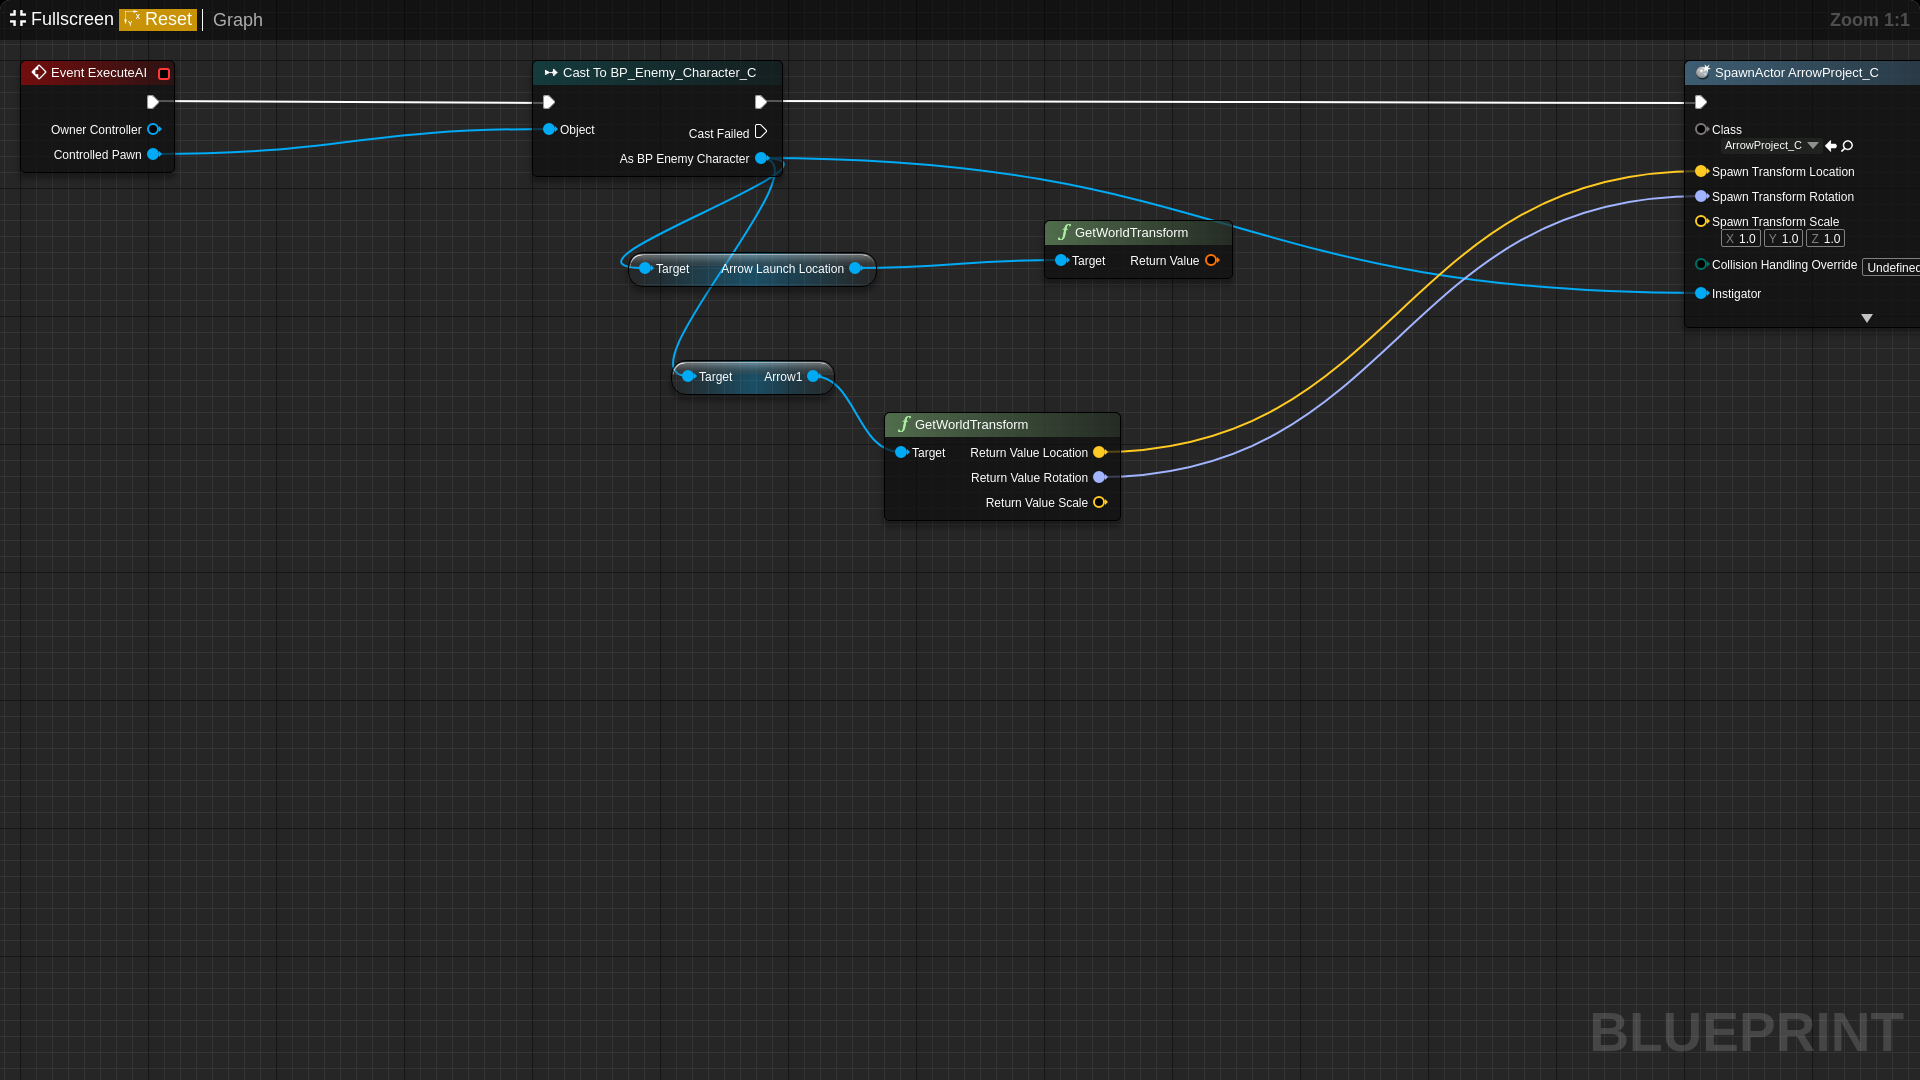 Fullscreen Reset Graph
Zoom 1:1
Event ExecuteAI
Owner Controller
Controlled Pawn
Cast To BP_Enemy_Character_C
Object
Cast Failed
As BP Enemy Character
SpawnActor ArrowProject_C
Class
ArrowProject_C
Spawn Transform Location
Spawn Transform Rotation
Spawn Transform Scale
X 1.0 Y 1.0 Z 1.0
Collision Handling Override Undefined
Instigator
GetWorldTransform
Target Return Value
Target Arrow Launch Location
Target Arrow1
GetWorldTransform
Target Return Value Location
Return Value Rotation
Return Value Scale
BLUEPRINT